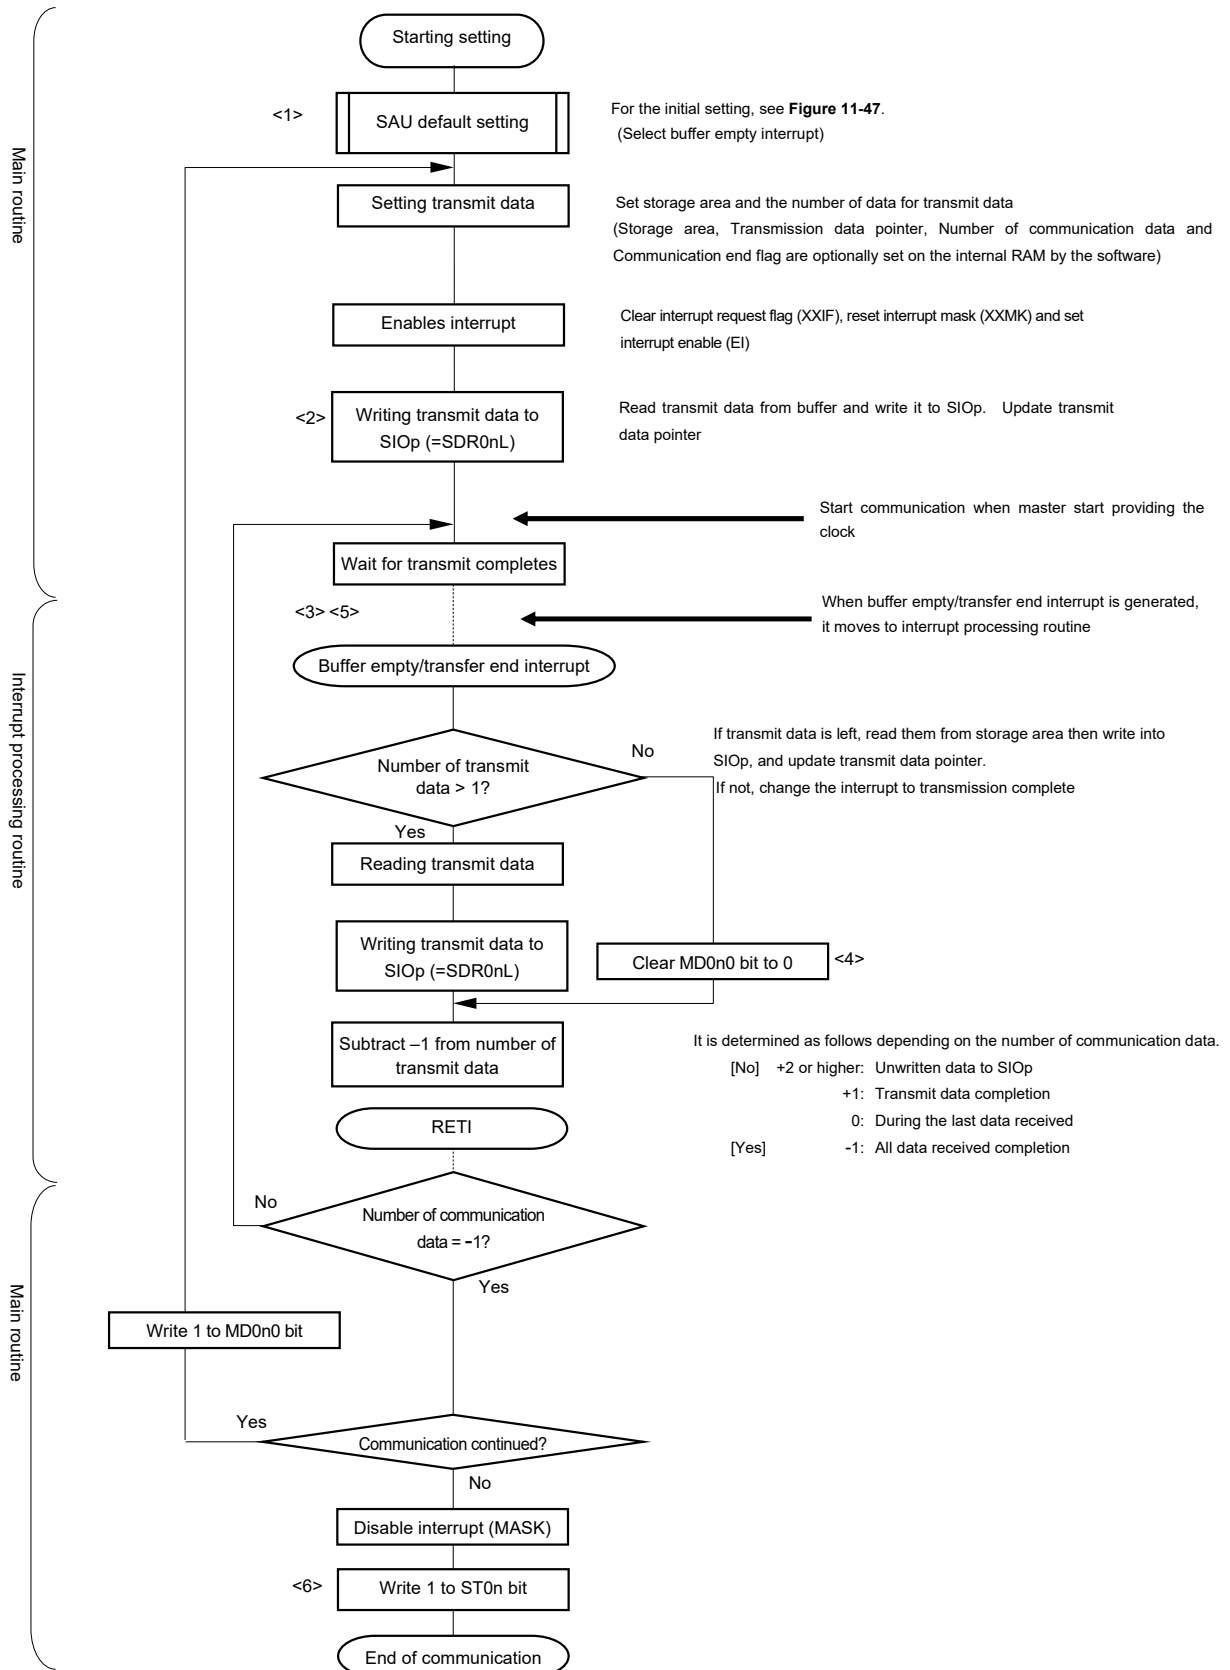 Starting setting
<1>
SAU default setting
For the initial setting, see Figure 11-47.
(Select buffer empty interrupt)
Main routine
Setting transmit data
Set storage area and the number of data for transmit data
(Storage area, Transmission data pointer, Number of communication data and
Communication end flag are optionally set on the internal RAM by the software)
Enables interrupt
Clear interrupt request flag (XXIF), reset interrupt mask (XXMK) and set
interrupt enable (EI)
<2>
Writing transmit data to
SIOp (=SDR0nL)
Read transmit data from buffer and write it to SIOp. Update transmit
data pointer
Start communication when master start providing the
clock
Wait for transmit completes
<3> <5>
When buffer empty/transfer end interrupt is generated,
it moves to interrupt processing routine
Buffer empty/transfer end interrupt
Interrupt processing routine
Number of transmit
data > 1?
No
If transmit data is left, read them from storage area then write into
SIOp, and update transmit data pointer.
If not, change the interrupt to transmission complete
Yes
Reading transmit data
Writing transmit data to
SIOp (=SDR0nL)
Clear MD0n0 bit to 0
<4>
Subtract –1 from number of
transmit data
It is determined as follows depending on the number of communication data.
[No] +2 or higher: Unwritten data to SIOp
+1: Transmit data completion
0: During the last data received
[Yes] -1: All data received completion
RETI
No
Number of communication
data = -1?
Yes
Main routine
Write 1 to MD0n0 bit
Yes
Communication continued?
No
Disable interrupt (MASK)
<6>
Write 1 to ST0n bit
End of communication